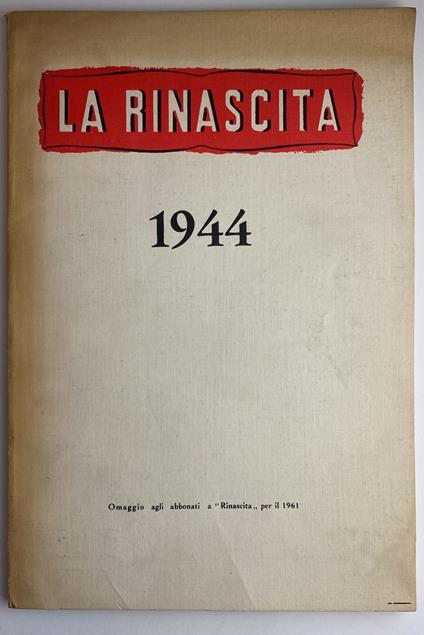 LA RINASCITA
1944
Omaggio agli abbonati a "Rinascita„ per il 1961